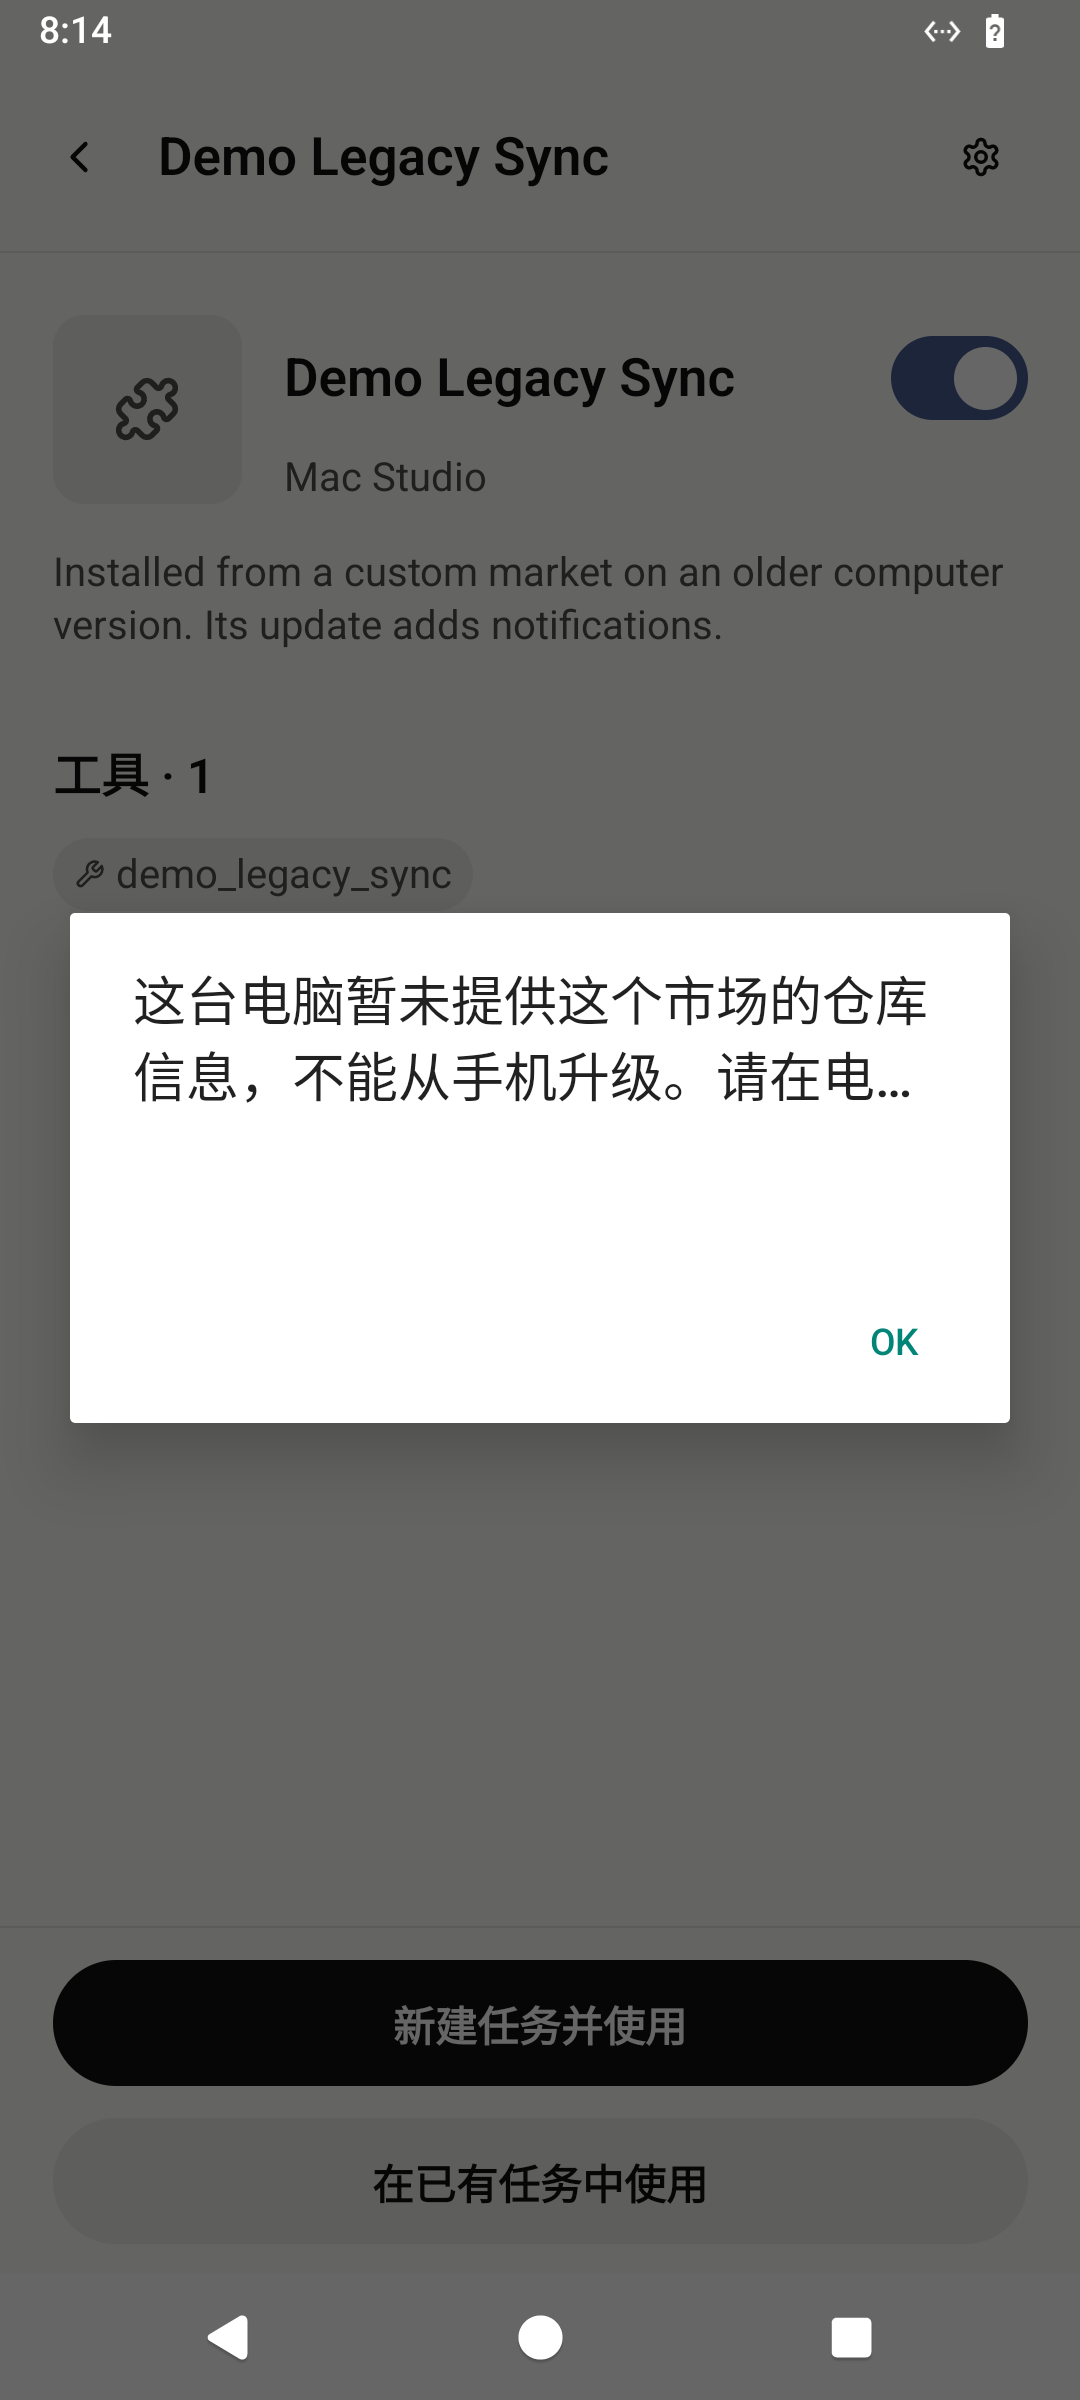 8:14
Demo Legacy Sync
Demo Legacy Sync
Mac Studio
Installed from a custom market on an older computer
version. Its update adds notifications.
工具 · 1
demo_legacy_sync
这台电脑暂未提供这个市场的仓库
信息，不能从手机升级。请在电...
OK
新建任务并使用
在已有任务中使用